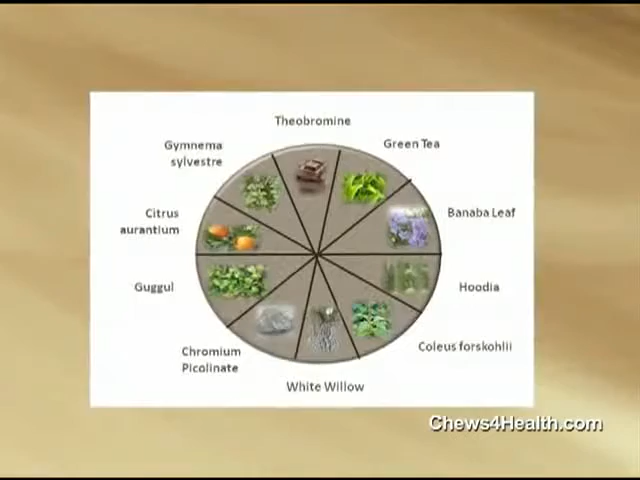 Theobromine
Gymnema
sylvestre
Green Tea
Citrus
aurantium
Banaba Leaf
Guggul
Hoodia
Chromium
Picolinate
Coleus forskohlii
White Willow
Chews4Health.com